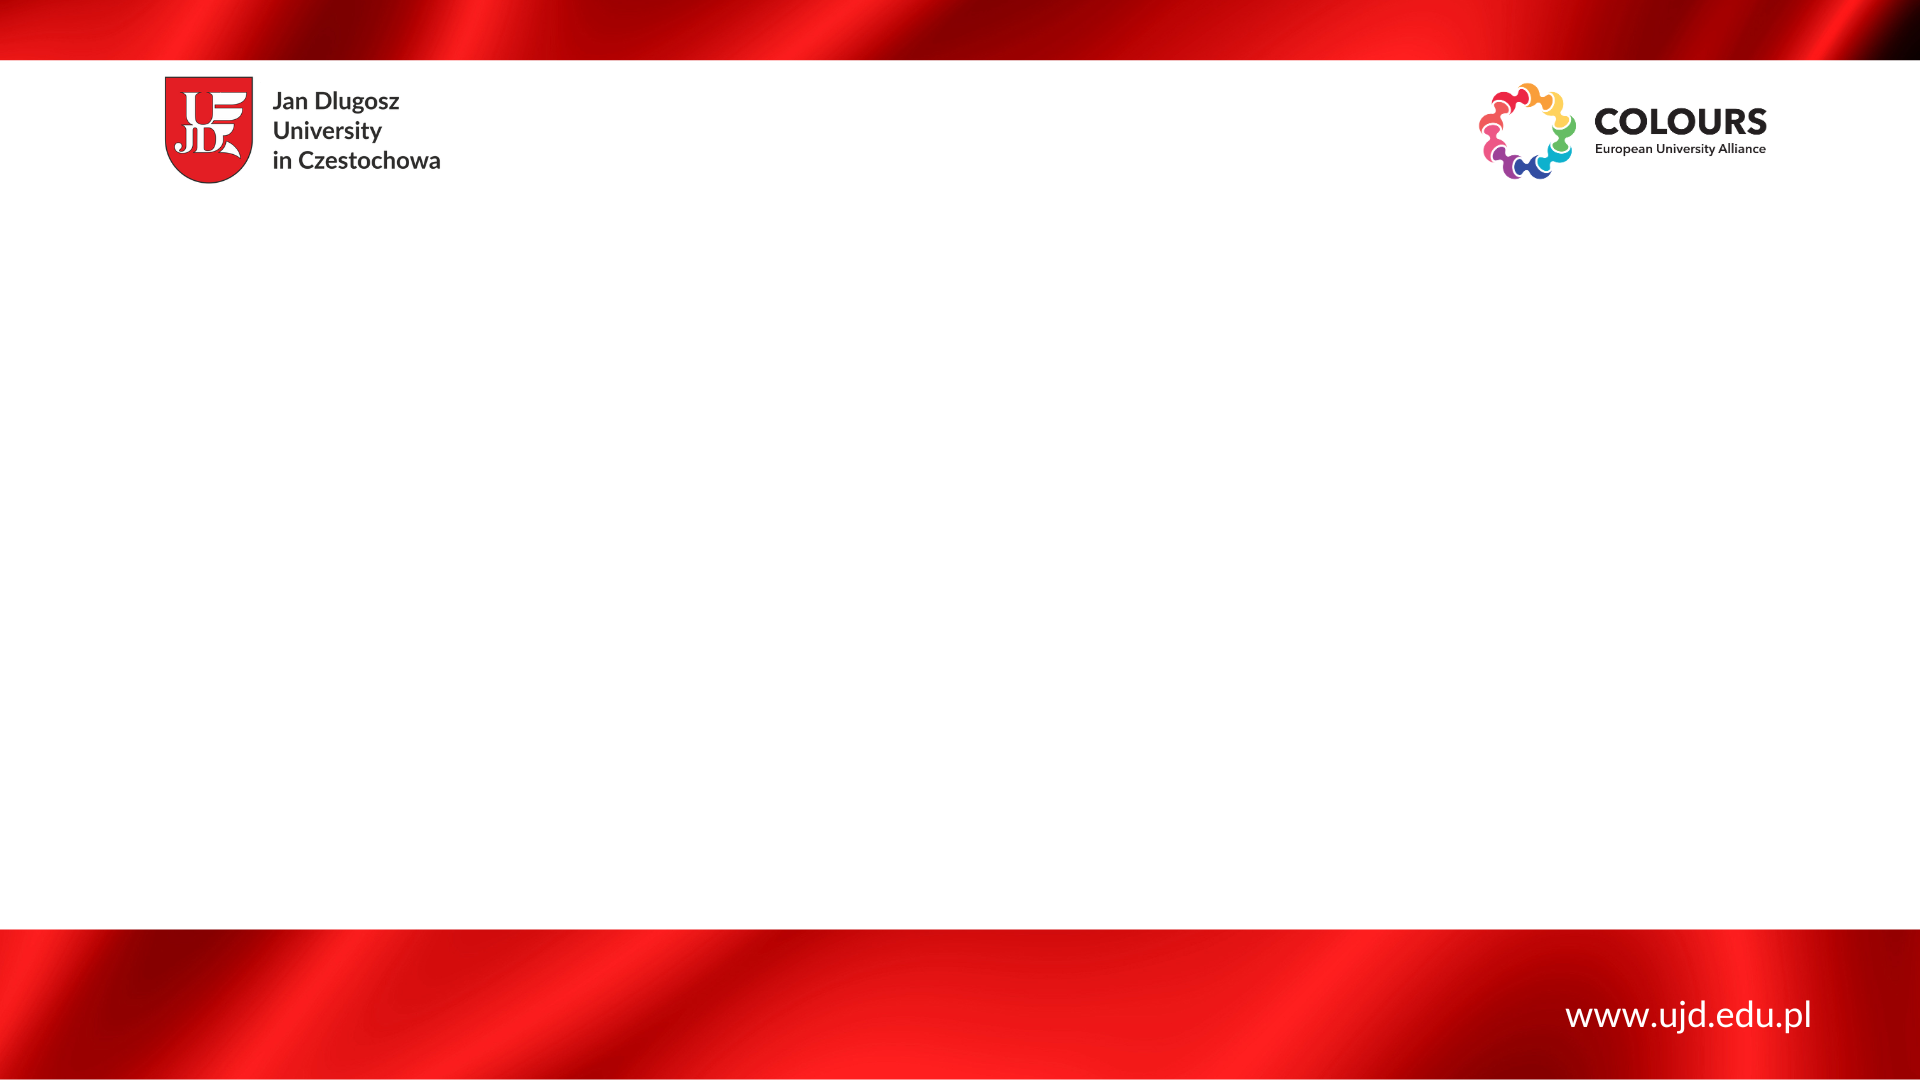 UJD
Jan Dlugosz
University
in Czestochowa
COLOURS
European University Alliance
www.ujd.edu.pl